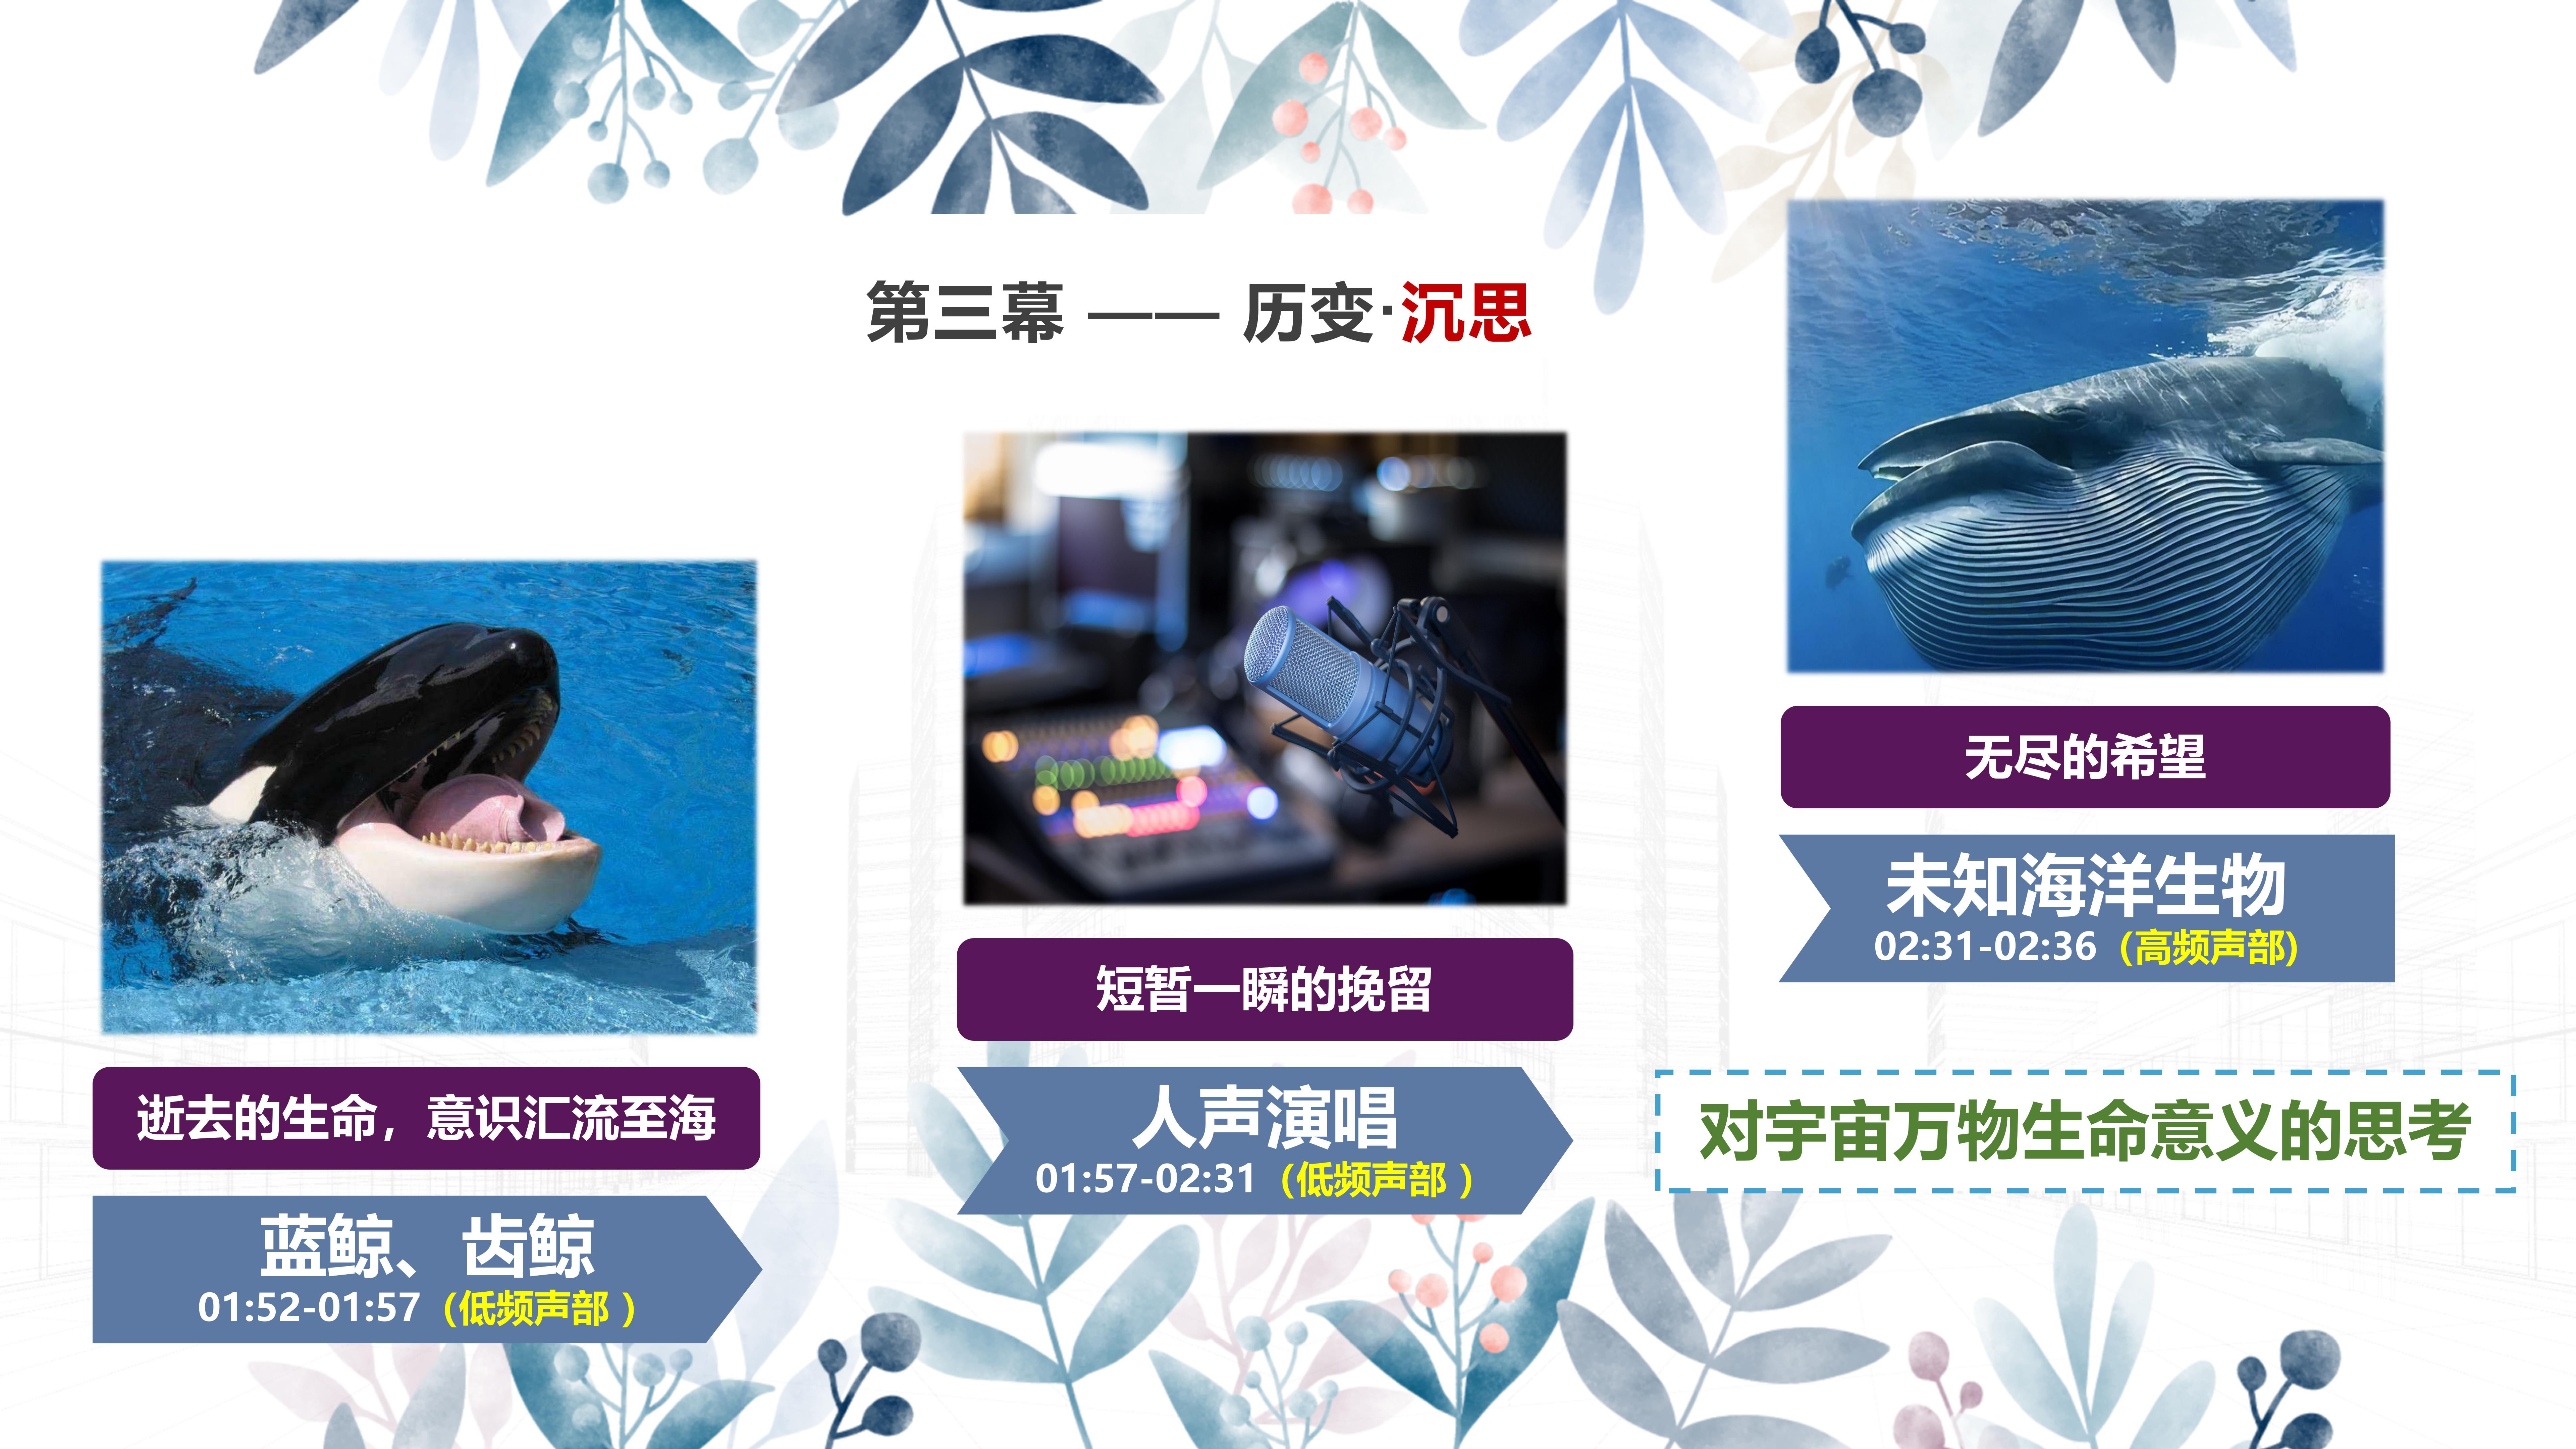 第三幕 —— 历变·沉思
逝去的生命，意识汇流至海
蓝鲸、齿鲸
01:52-01:57 (低频声部 )
短暂一瞬的挽留
人声演唱
01:57-02:31 (低频声部 )
无尽的希望
未知海洋生物
02:31-02:36 (高频声部)
对宇宙万物生命意义的思考